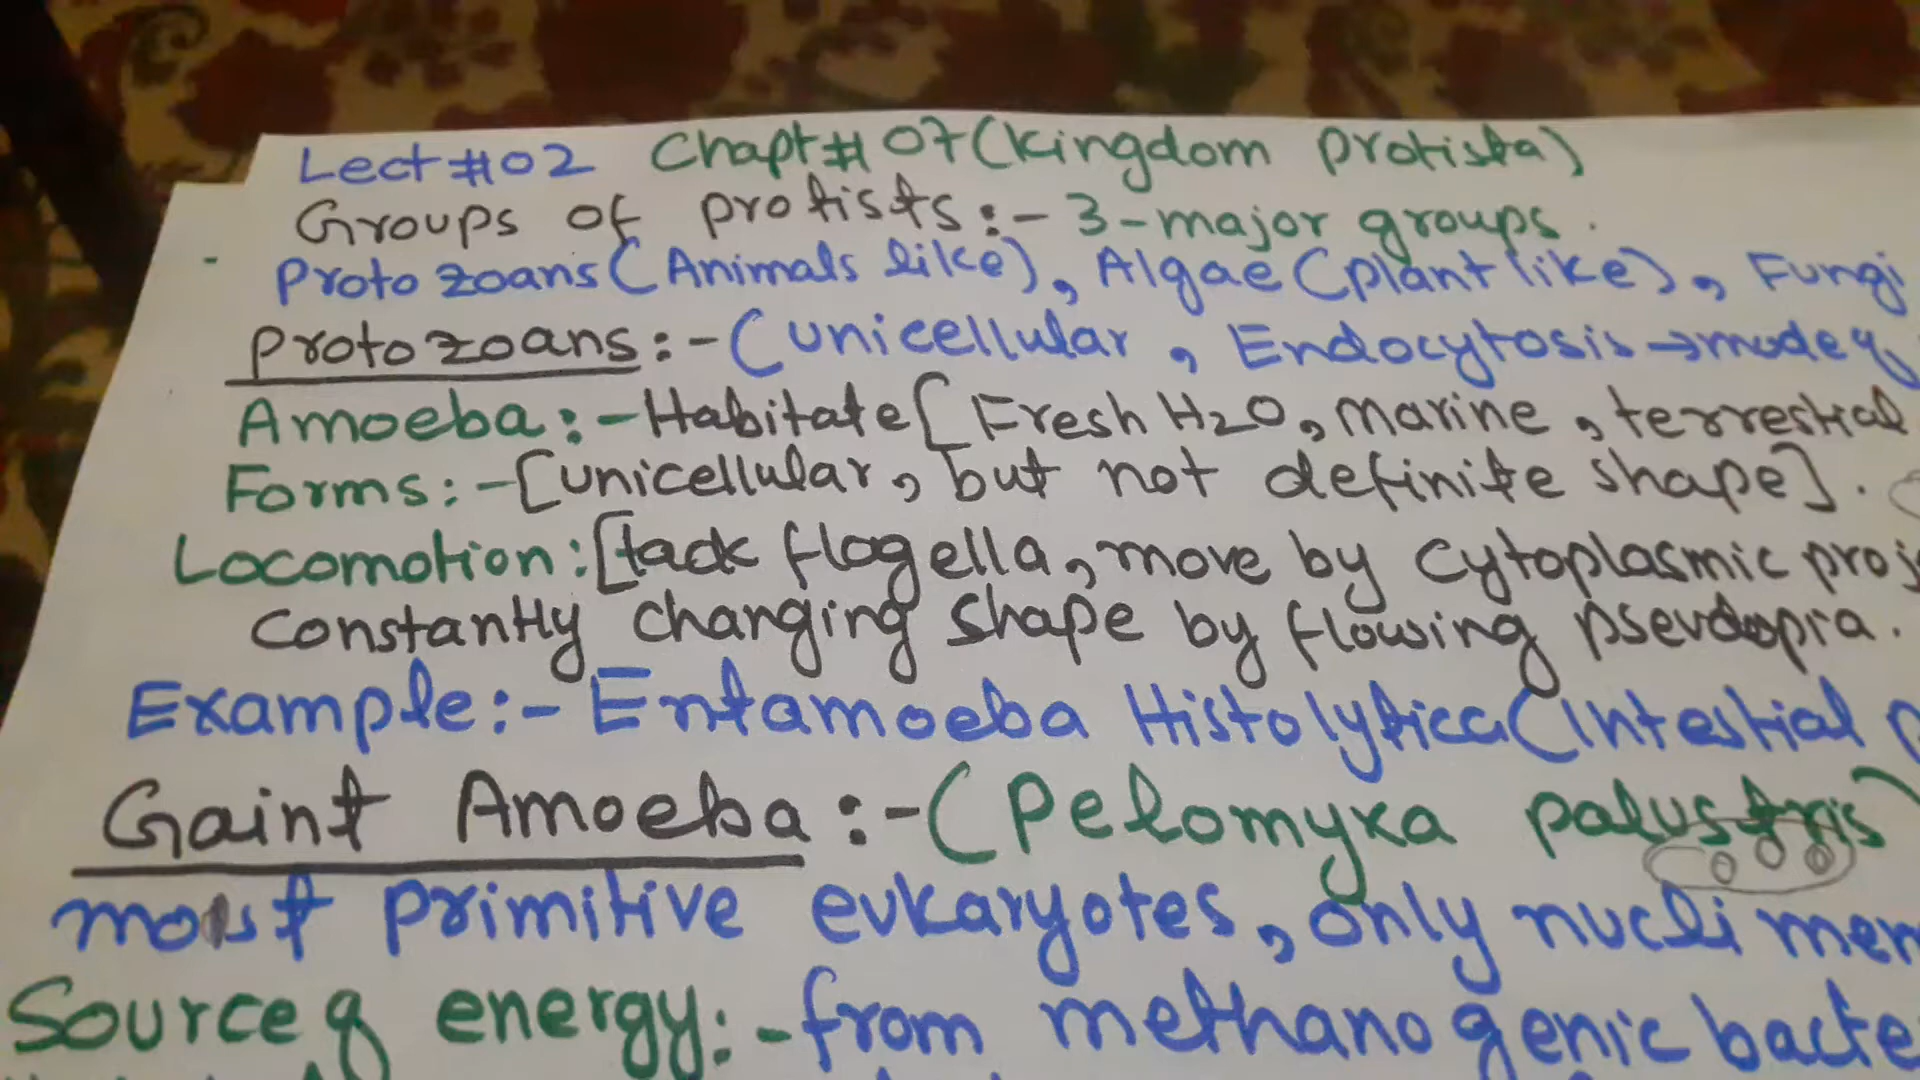 Lect#02 Chapt#07(kingdom protista)
Groups of protists:- 3-major groups.
Protozoans(Animals like), Algae(plant like), Fungi
Protozoans:-(unicellular, Endocytosis→mode
Amoeba:-Habitate[Fresh H2O, marine, terrestial
Forms:-[unicellular, but not definite shape].
Locomotion:[lack flagella, move by cytoplasmic proj
constantly changing shape by flowing pseudopia.
Example:- Entamoeba Histolytica(Intestial p
Gaint Amoeba:-(Pelomyxa palustris)
most primitive eukaryotes, only nucli mem
Source of energy:-from methanogenic bacte